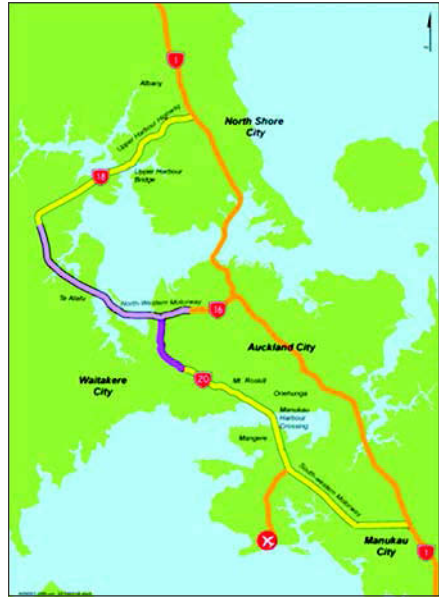 1
Albany
North Shore
City
Upper Harbour Highway
18
Upper Harbour
Bridge
Te Atatu
North-Western Motorway
16
Auckland City
Waitakere
City
20
Mt. Roskill
Onehunga
Manukau
Harbour
Crossing
Mangere
South-western Motorway
Manukau
City
1